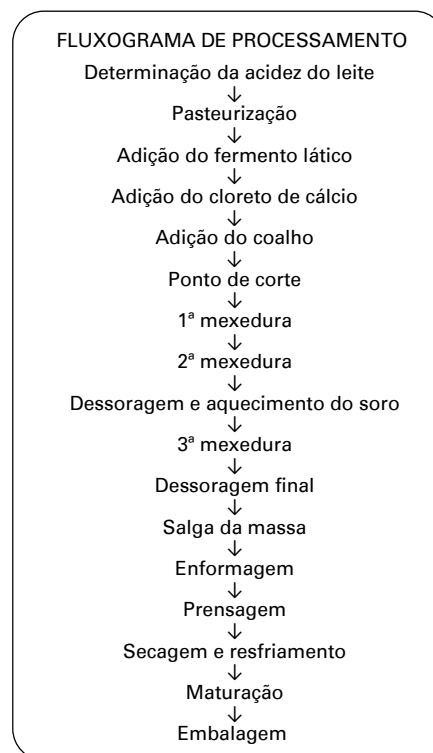 FLUXOGRAMA DE PROCESSAMENTO
Determinação da acidez do leite
↓
Pasteurização
↓
Adição do fermento lático
↓
Adição do cloreto de cálcio
↓
Adição do coalho
↓
Ponto de corte
↓
1ª mexedura
↓
2ª mexedura
↓
Dessoragem e aquecimento do soro
↓
3ª mexedura
↓
Dessoragem final
↓
Salga da massa
↓
Enformagem
↓
Prensagem
↓
Secagem e resfriamento
↓
Maturação
↓
Embalagem